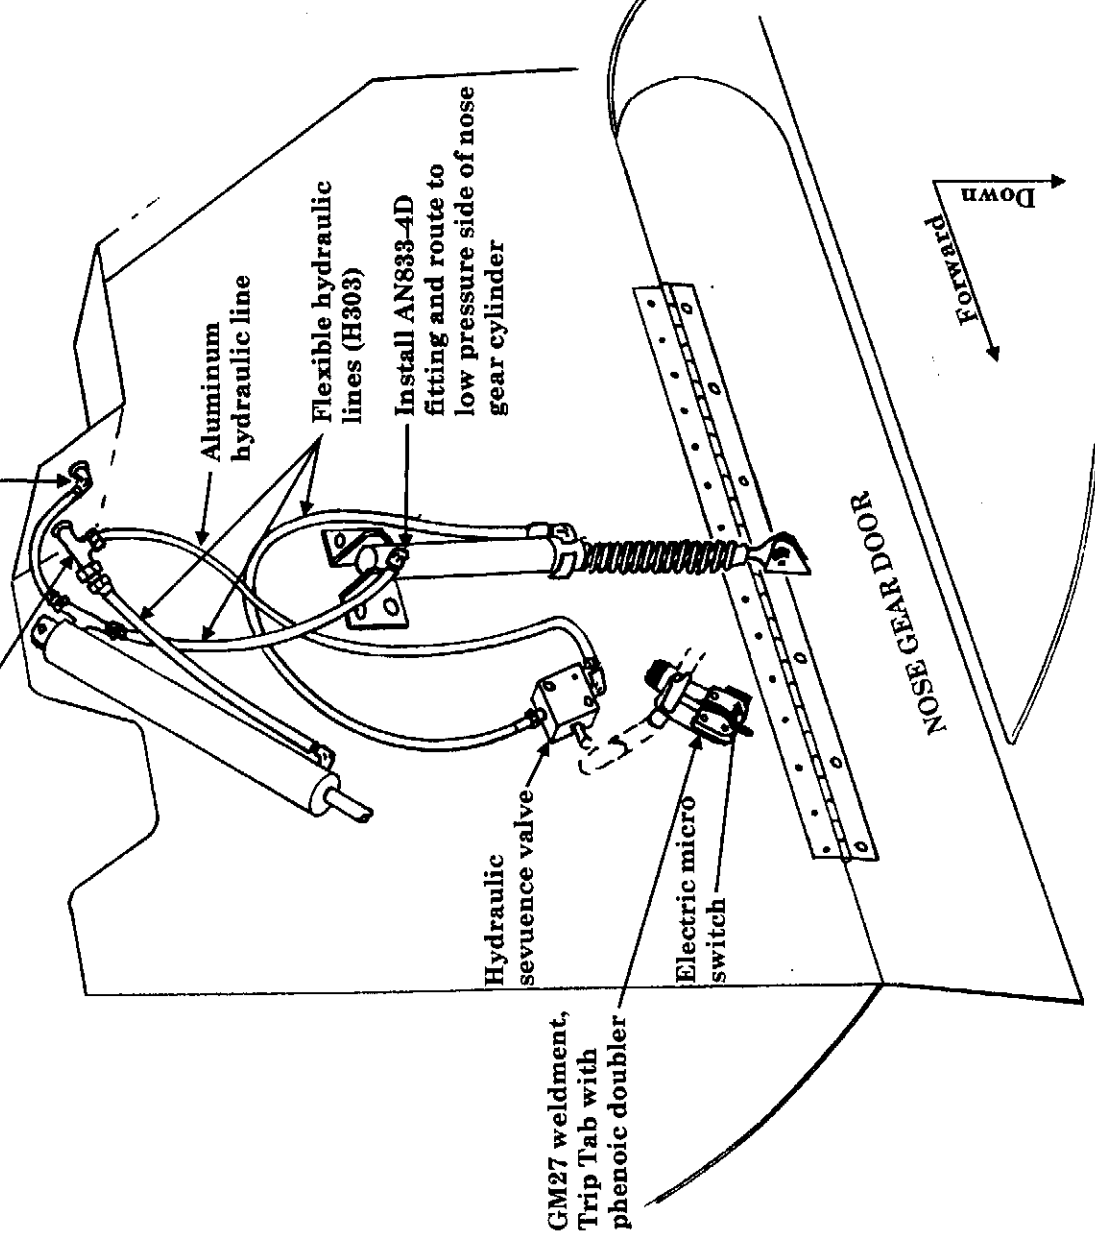 Aluminum
hydraulic line
Flexible hydraulic
lines (H303)
Install AN833-4D
fitting and route to
low pressure side of nose
gear cylinder
Hydraulic
sevuence valve
Electric micro
switch
GM27 weldment,
Trip Tab with
phenoic doubler
NOSE GEAR DOOR
Forward
Down